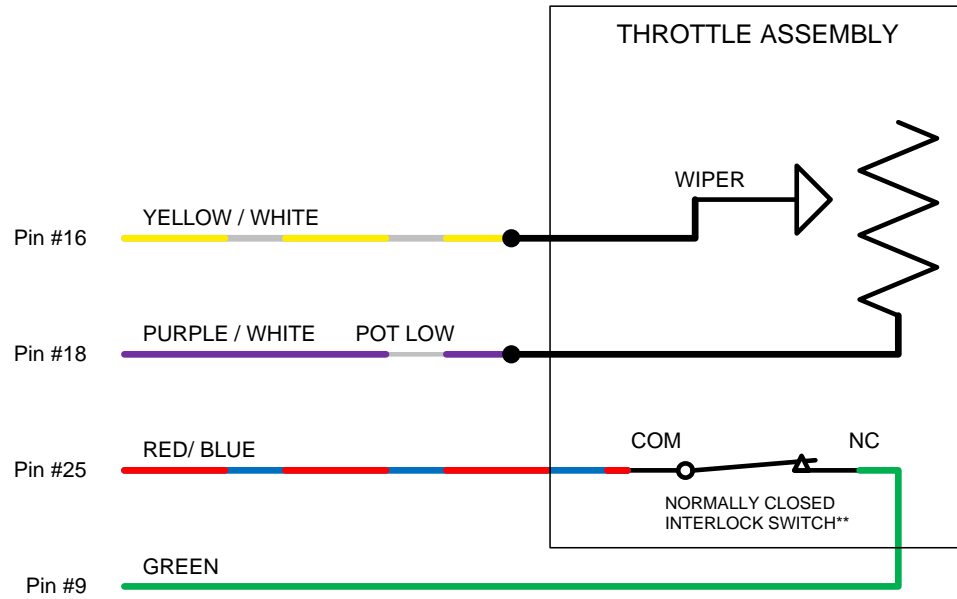 THROTTLE ASSEMBLY
WIPER
YELLOW / WHITE
Pin #16
PURPLE / WHITE POT LOW
Pin #18
RED/ BLUE COM NC
Pin #25
NORMALLY CLOSED
INTERLOCK SWITCH**
GREEN
Pin #9